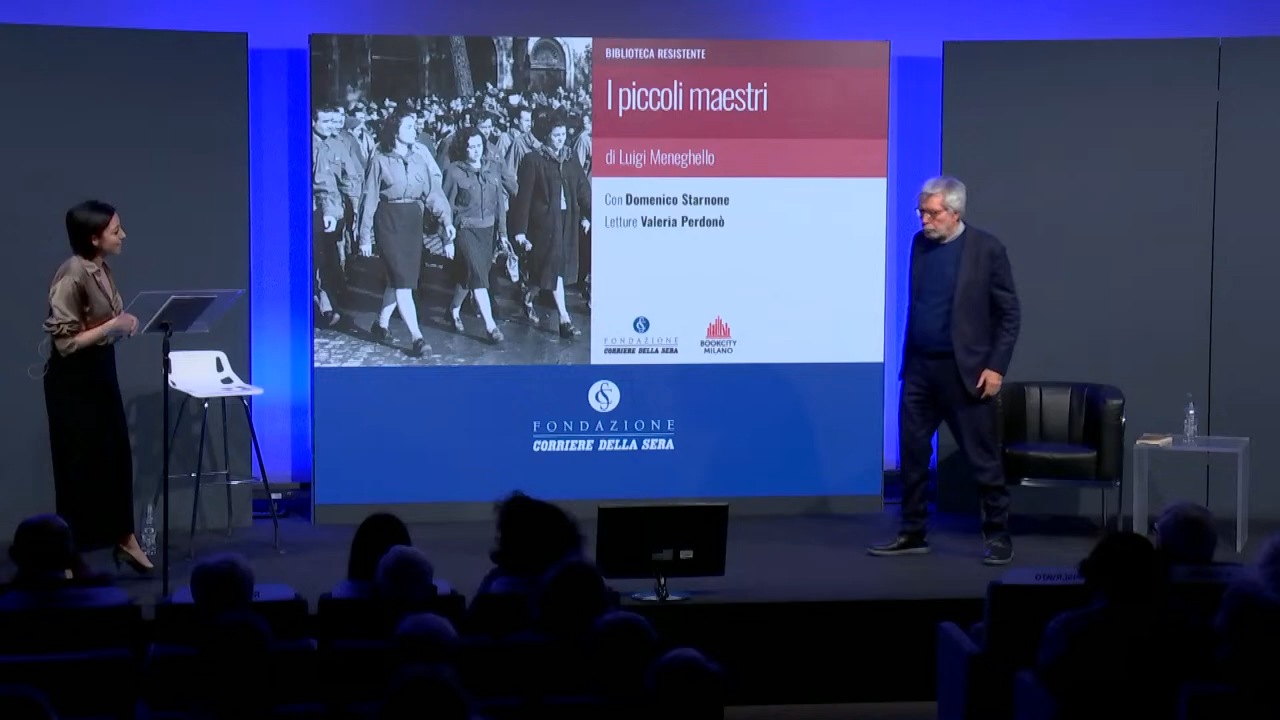 BIBLIOTECA RESISTENTE
I piccoli maestri
di Luigi Meneghello
Con Domenico Starnone
Letture Valeria Perdonò
FONDAZIONE
CORRIERE DELLA SERA
BOOKCITY
MILANO
FONDAZIONE
CORRIERE DELLA SERA